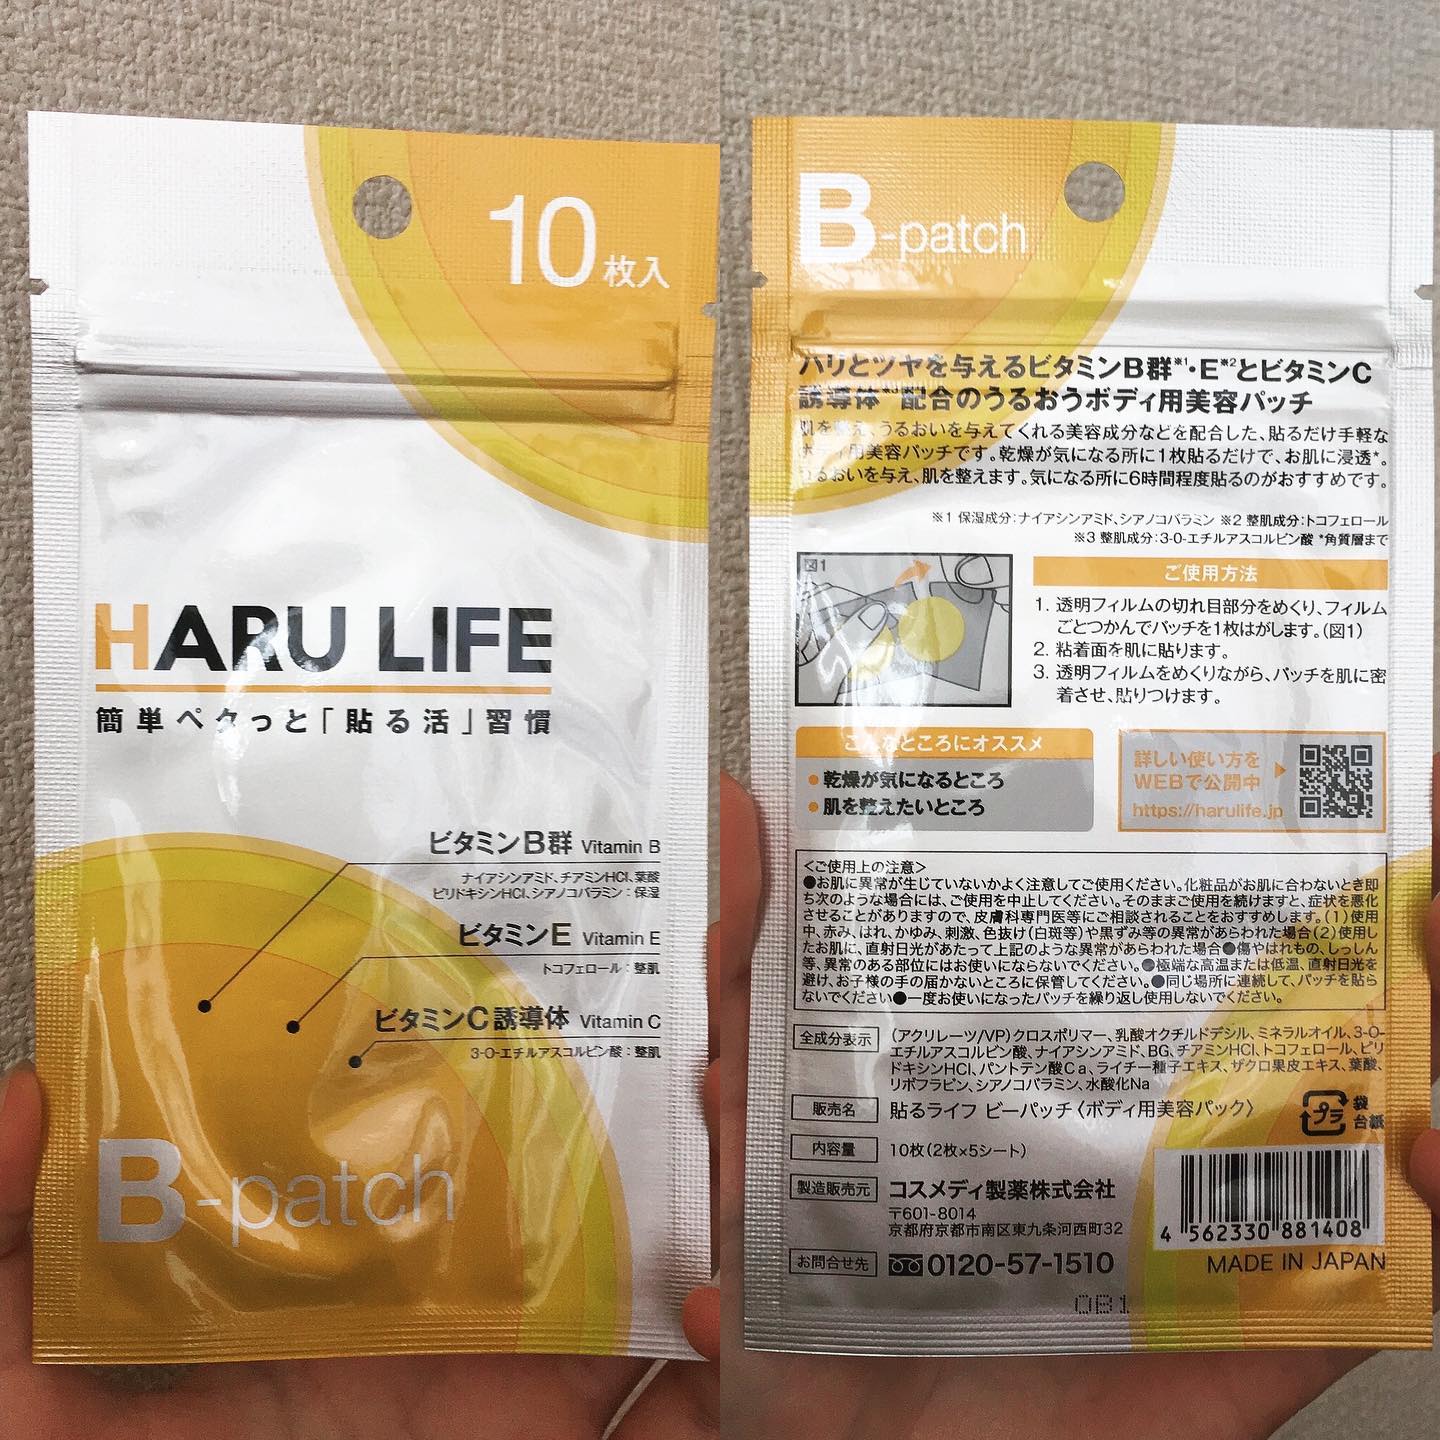 10枚入
HARU LIFE
簡単ペタっと「貼る活」習慣
ビタミンB群 Vitamin B
ナイアシンアミド、チアミンHCl、葉酸
ピリドキシンHCl、シアノコバラミン：保湿
ビタミンE Vitamin E
トコフェロール：整肌
ビタミンC誘導体 Vitamin C
3-O-エチルアスコルビン酸：整肌
B-patch
B-patch
ハリとツヤを与えるビタミンB群※1・E※2とビタミンC
誘導体※3配合のうるおうボディ用美容パッチ
肌を整え、うるおいを与えてくれる美容成分などを配合した、貼るだけ手軽な
ボディ用美容パッチです。乾燥が気になる所に1枚貼るだけで、お肌に浸透*。
うるおいを与え、肌を整えます。気になる所に6時間程度貼るのがおすすめです。
※1 保湿成分：ナイアシンアミド、シアノコバラミン ※2 整肌成分：トコフェロール
※3 整肌成分：3-O-エチルアスコルビン酸 *角質層まで
図1
ご使用方法
1. 透明フィルムの切れ目部分をめくり、フィルム
ごとつかんでパッチを1枚はがします。（図1）
2. 粘着面を肌に貼ります。
3. 透明フィルムをめくりながら、パッチを肌に密
着させ、貼りつけます。
こんなところにオススメ
●乾燥が気になるところ
●肌を整えたいところ
詳しい使い方を
WEBで公開中
https://harulife.jp
＜ご使用上の注意＞
●お肌に異常が生じていないかよく注意してご使用ください。化粧品がお肌に合わないとき即
ち次のような場合には、ご使用を中止してください。そのままご使用を続けますと、症状を悪化
させることがありますので、皮膚科専門医等にご相談されることをおすすめします。（1）使用
中、赤み、はれ、かゆみ、刺激、色抜け（白斑等）や黒ずみ等の異常があらわれた場合（2）使用し
たお肌に、直射日光があたって上記のような異常があらわれた場合●傷やはれもの、しっしん
等、異常のある部位にはお使いにならないでください。●極端な高温または低温、直射日光を
避け、お子様の手の届かないところに保管してください。●同じ場所に連続して、パッチを貼ら
ないでください●一度お使いになったパッチを繰り返し使用しないでください。
全成分表示 （アクリレーツ/VP）クロスポリマー、乳酸オクチルドデシル、ミネラルオイル、3-O-
エチルアスコルビン酸、ナイアシンアミド、BG、チアミンHCl、トコフェロール、ピリ
ドキシンHCl、パントテン酸Ca、ライチー種子エキス、ザクロ果皮エキス、葉酸、
リボフラビン、シアノコバラミン、水酸化Na
販売名 貼るライフ ビーパッチ〈ボディ用美容パック〉
プラ 袋
台紙
内容量 10枚（2枚×5シート）
製造販売元 コスメディ製薬株式会社
〒601-8014
京都府京都市南区東九条河西町32
お問合せ先 0120-57-1510
4 562330 881408
MADE IN JAPAN
0B1